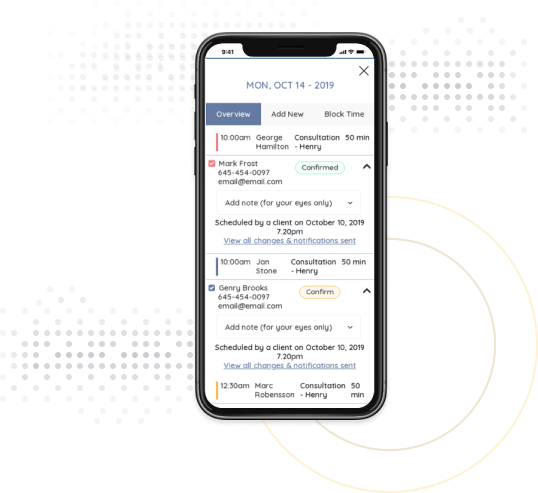 9:41
MON, OCT 14 - 2019
Overview Add New Block Time
10:00am George Consultation 50 min
Hamilton - Henry
Mark Frost Confirmed
645-454-0097
email@email.com
Add note (for your eyes only)
Scheduled by a client on October 10, 2019
7.20pm
View all changes & notifications sent
10:00am Jan Consultation 50 min
Stone - Henry
Genry Brooks Confirm
645-454-0097
email@email.com
Add note (for your eyes only)
Scheduled by a client on October 10, 2019
7.20pm
View all changes & notifications sent
12:30am Marc Consultation 50
Robensson - Henry min